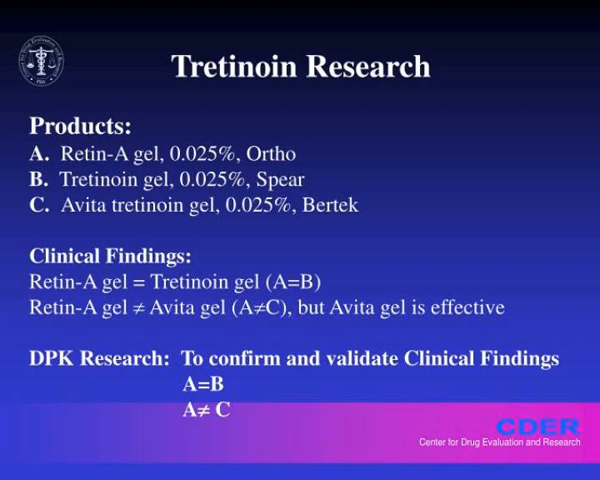 Tretinoin Research
Products:
A. Retin-A gel, 0.025%, Ortho
B. Tretinoin gel, 0.025%, Spear
C. Avita tretinoin gel, 0.025%, Bertek
Clinical Findings:
Retin-A gel = Tretinoin gel (A=B)
Retin-A gel ≠ Avita gel (A≠C), but Avita gel is effective
DPK Research: To confirm and validate Clinical Findings
A=B
A≠ C
CDER
Center for Drug Evaluation and Research